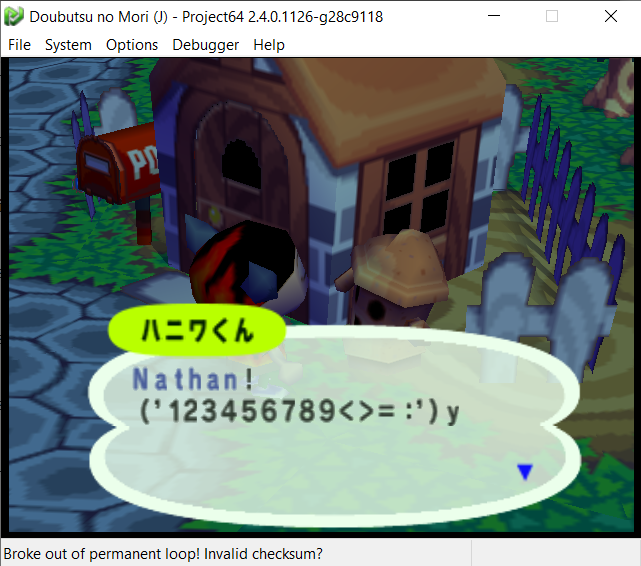 Doubutsu no Mori (J) - Project64 2.4.0.1126-g28c9118
File System Options Debugger Help
PO
ハニワくん
Nathan!
('123456789<>= :')y
Broke out of permanent loop! Invalid checksum?